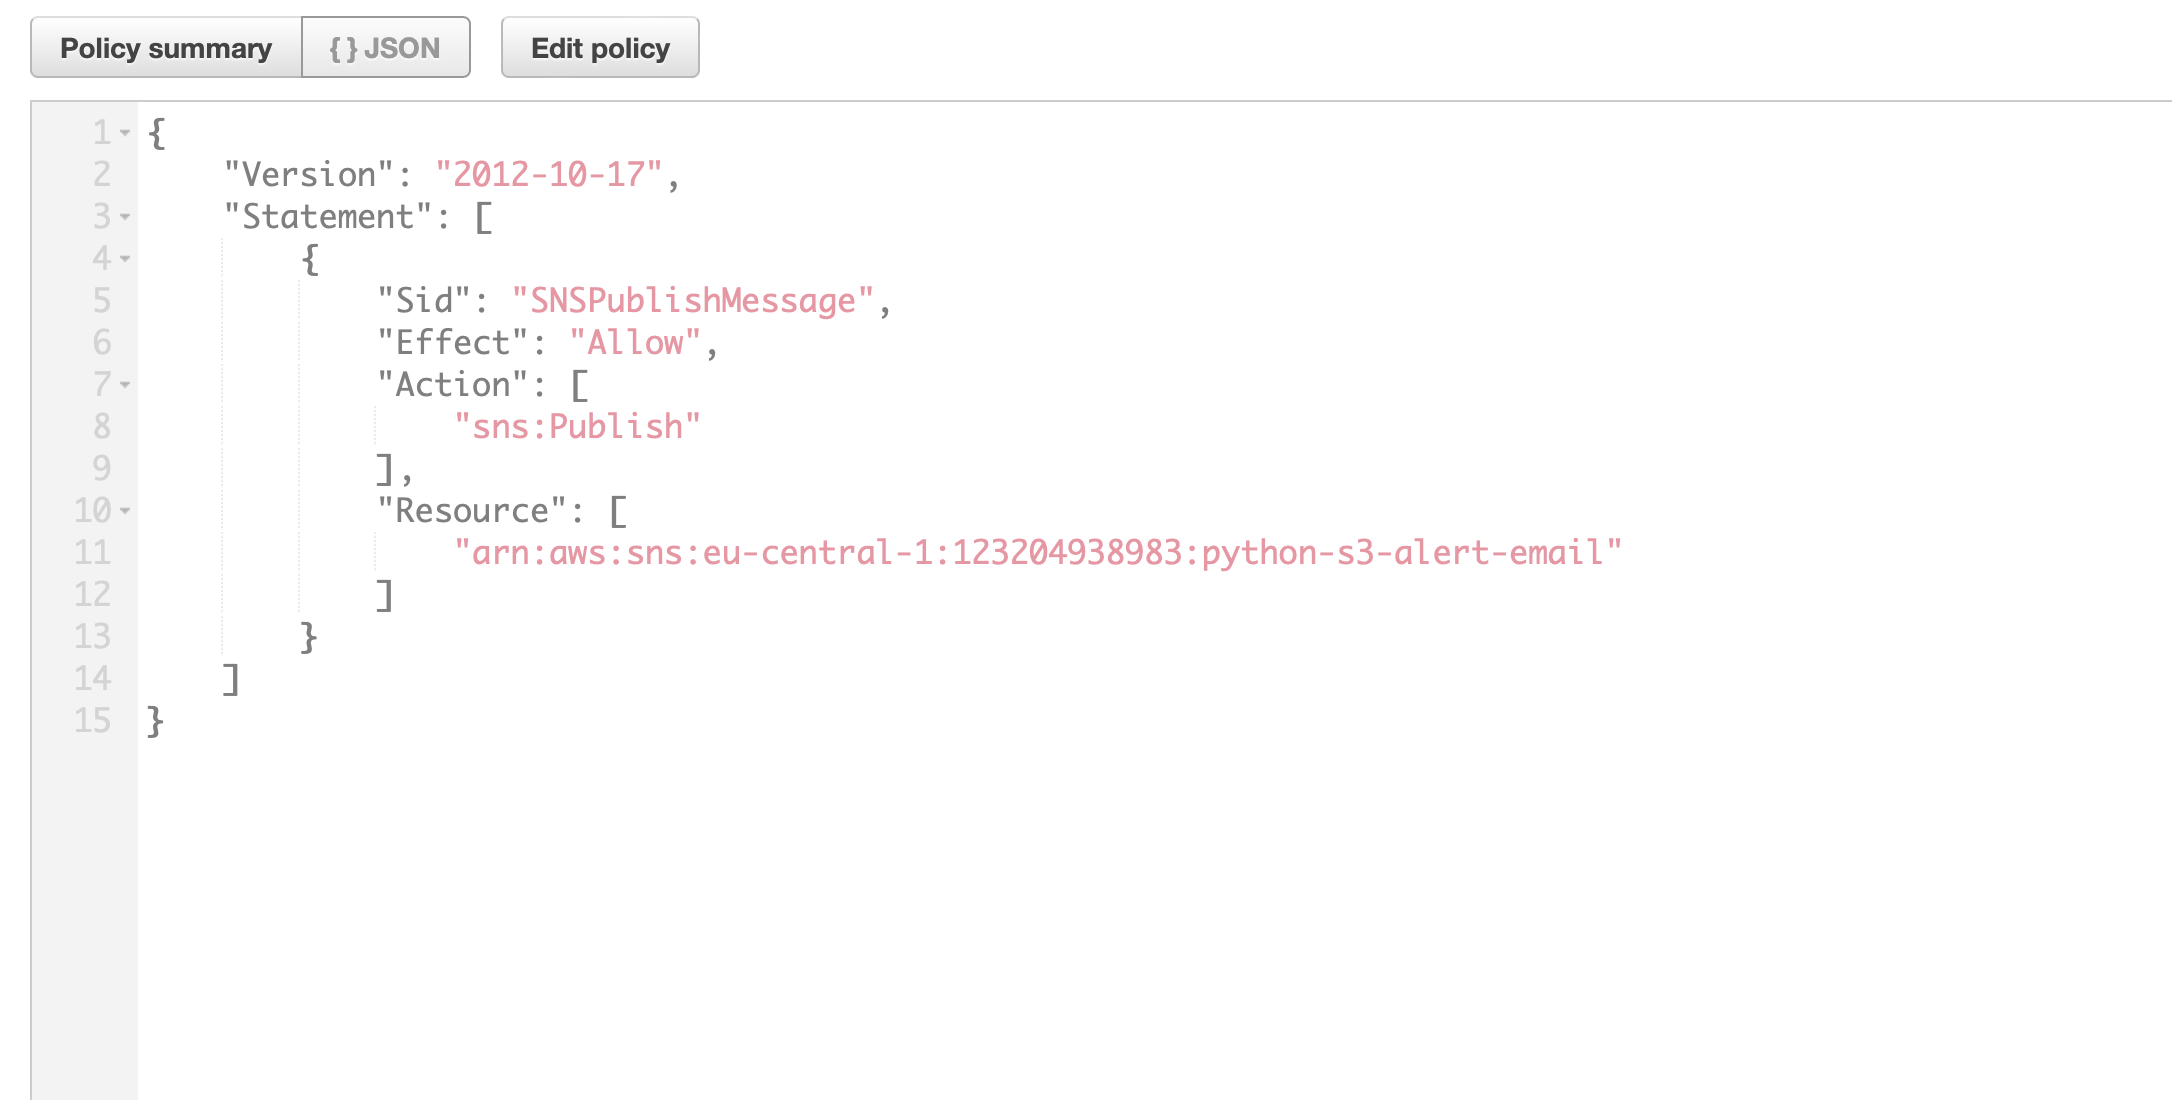 Policy summary { } JSON Edit policy
1 {
2 "Version": "2012-10-17",
3 "Statement": [
4 {
5 "Sid": "SNSPublishMessage",
6 "Effect": "Allow",
7 "Action": [
8 "sns:Publish"
9 ],
10 "Resource": [
11 "arn:aws:sns:eu-central-1:123204938983:python-s3-alert-email"
12 ]
13 }
14 ]
15 }